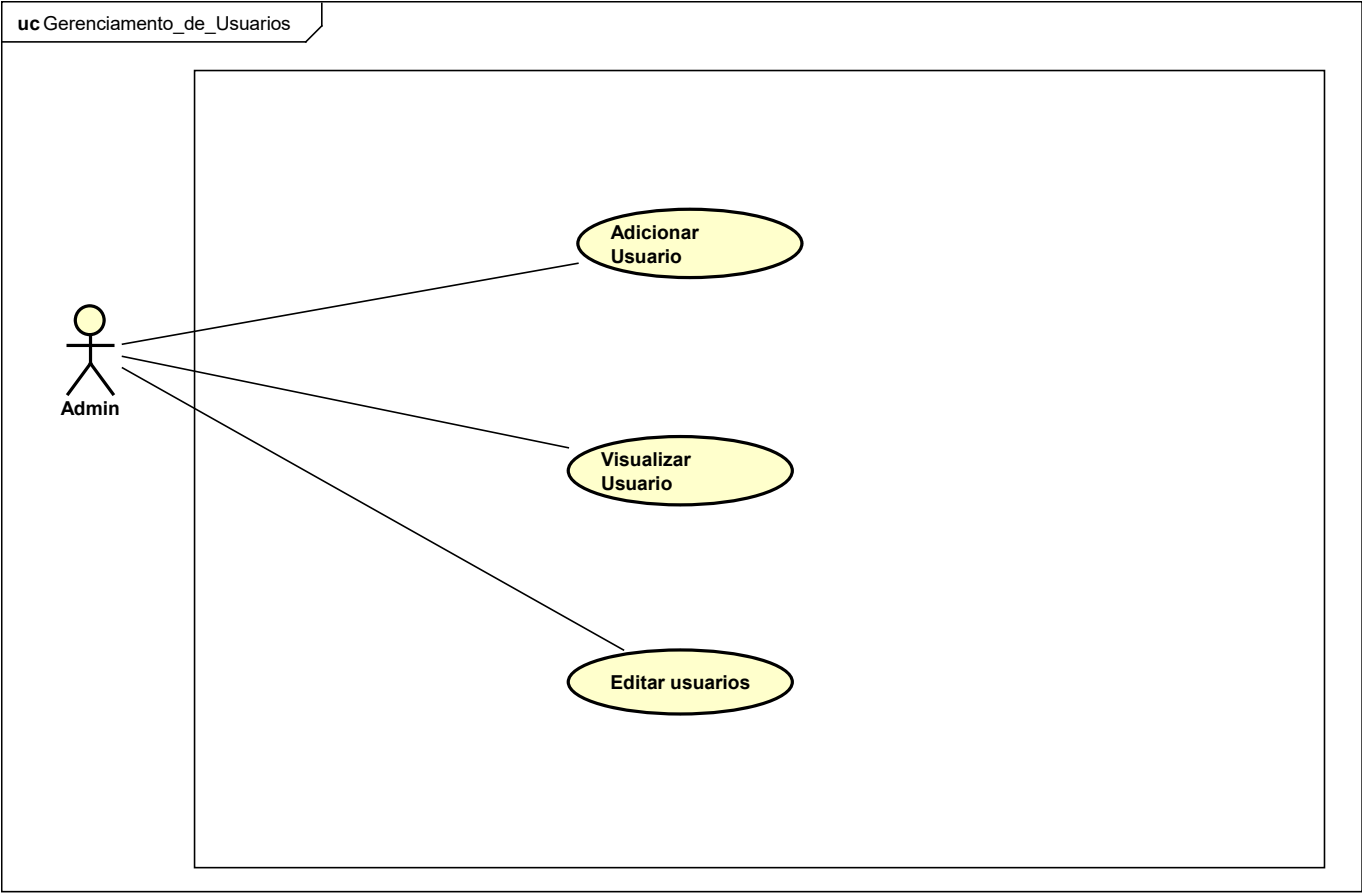 uc Gerenciamento_de_Usuarios
Adicionar
Usuario
Admin
Visualizar
Usuario
Editar usuarios